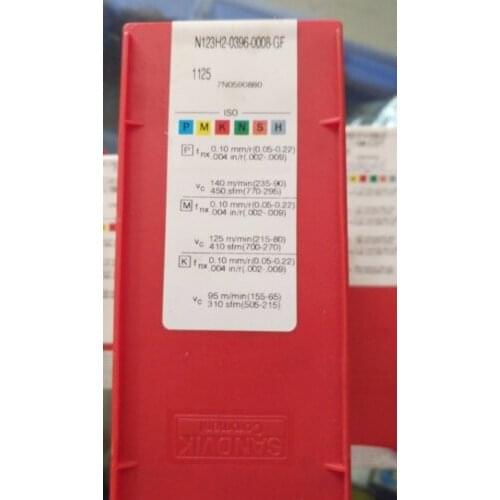 N123H2-0396-0008-GF
1125
7N0590880
ISO
P M K N S H
P fnx 0.10 mm/r(0.05-0.22)
.004 in/r(.002-.009)
vc 140 m/min(235-90)
450 sfm(770-295)
M fnx 0.10 mm/r(0.05-0.22)
.004 in/r(.002-.009)
vc 125 m/min(215-80)
410 sfm(700-270)
K fnx 0.10 mm/r(0.05-0.22)
.004 in/r(.002-.009)
vc 95 m/min(155-65)
310 sfm(505-215)
SANDVIK
Coromant